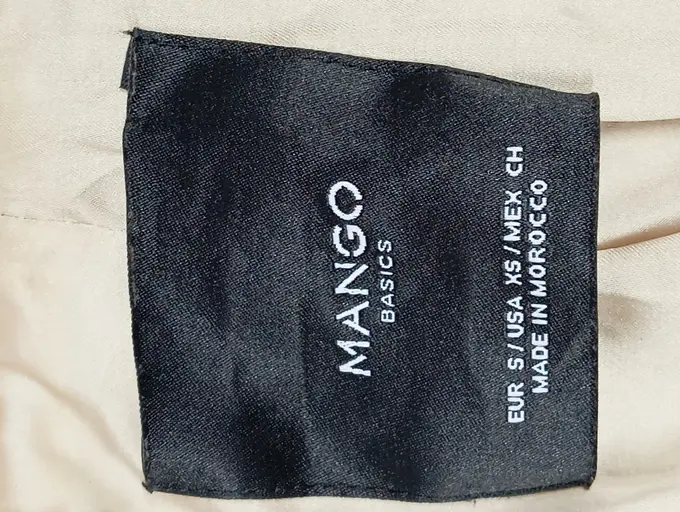 MANGO
BASICS
EUR S / USA XS / MEX CH
MADE IN MOROCCO